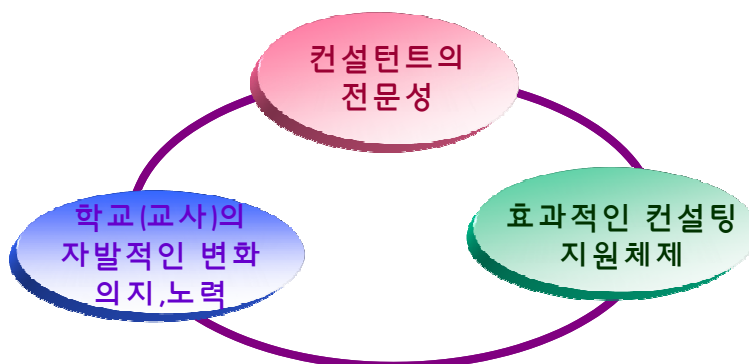 컨설턴트의
전문성
학교(교사)의
자발적인 변화
의지,노력
효과적인 컨설팅
지원체제